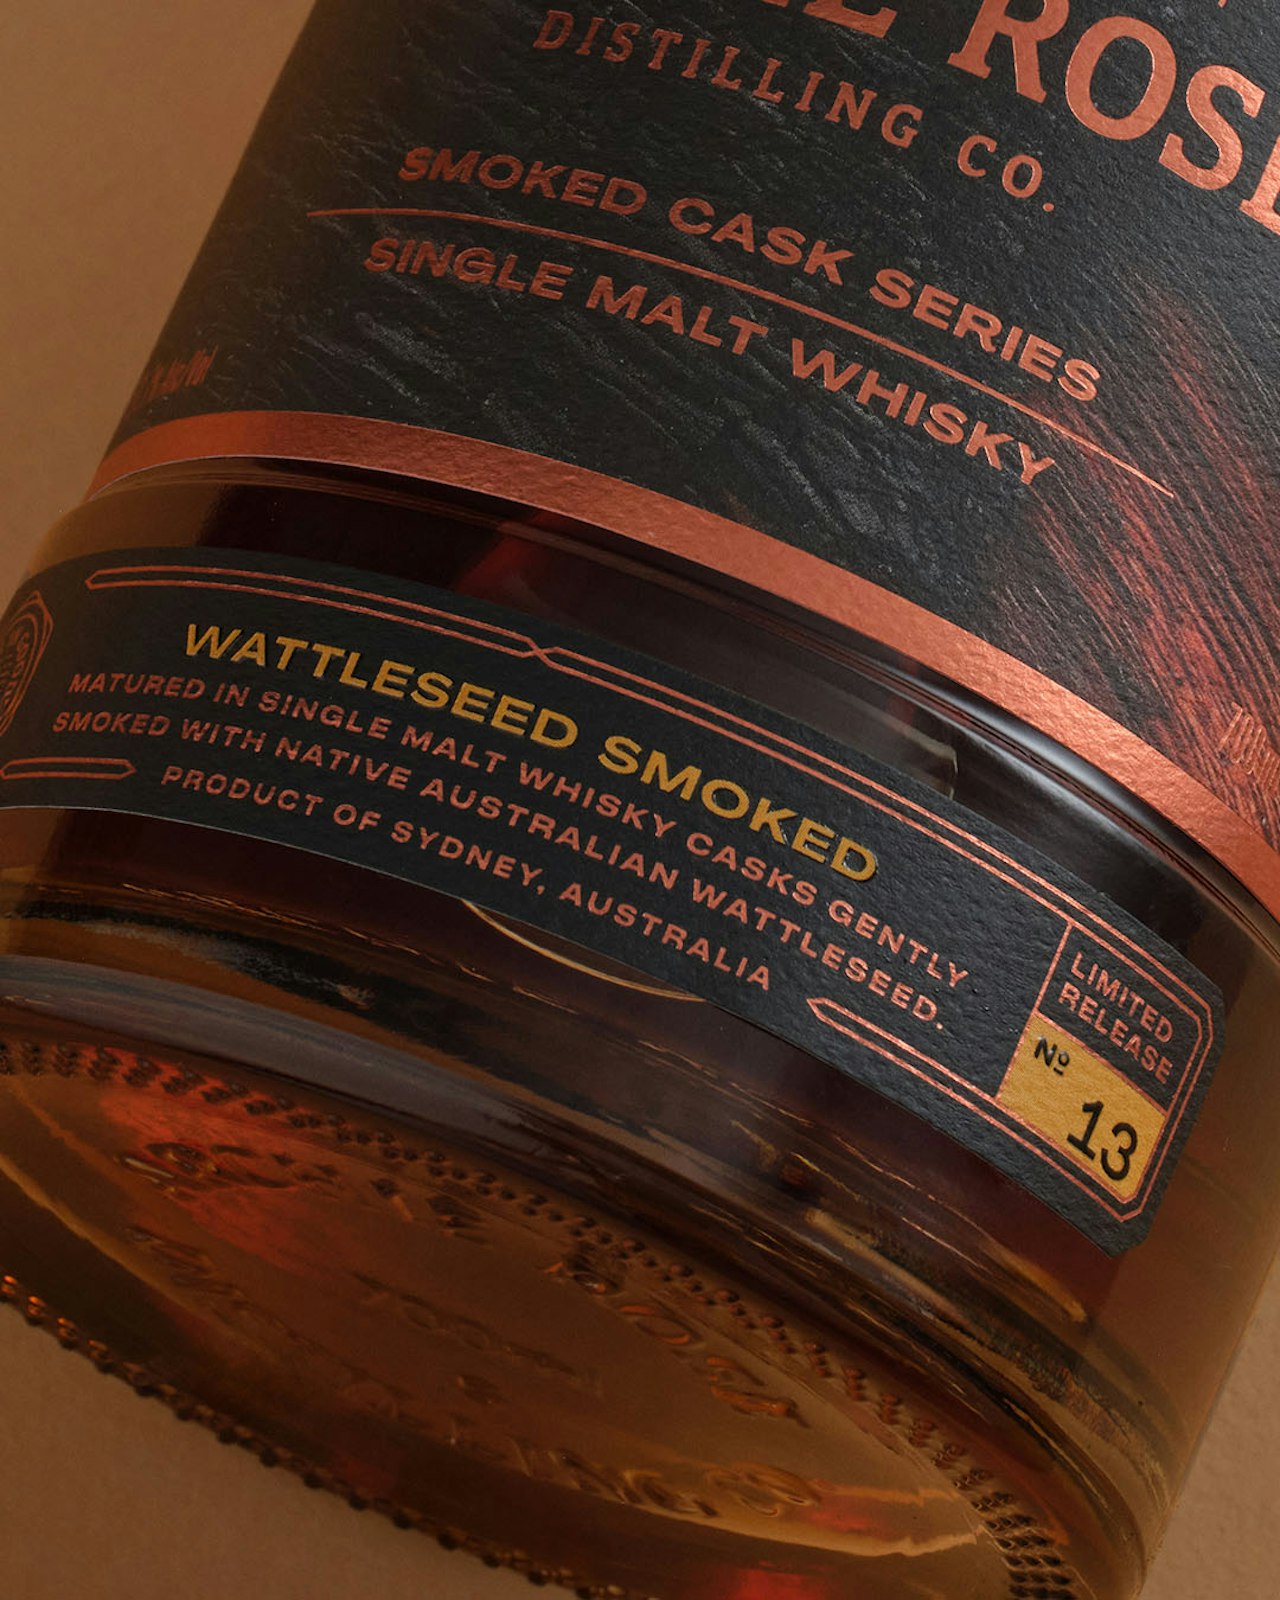 ROSE
DISTILLING CO.
SMOKED CASK SERIES
SINGLE MALT WHISKY
WATTLESEED SMOKED
MATURED IN SINGLE MALT WHISKY CASKS GENTLY
SMOKED WITH NATIVE AUSTRALIAN WATTLESEED.
PRODUCT OF SYDNEY, AUSTRALIA
LIMITED
RELEASE
Nº
13